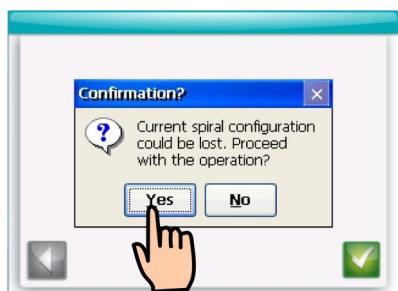 Confirmation?
Current spiral configuration
could be lost. Proceed
with the operation?
Yes
No